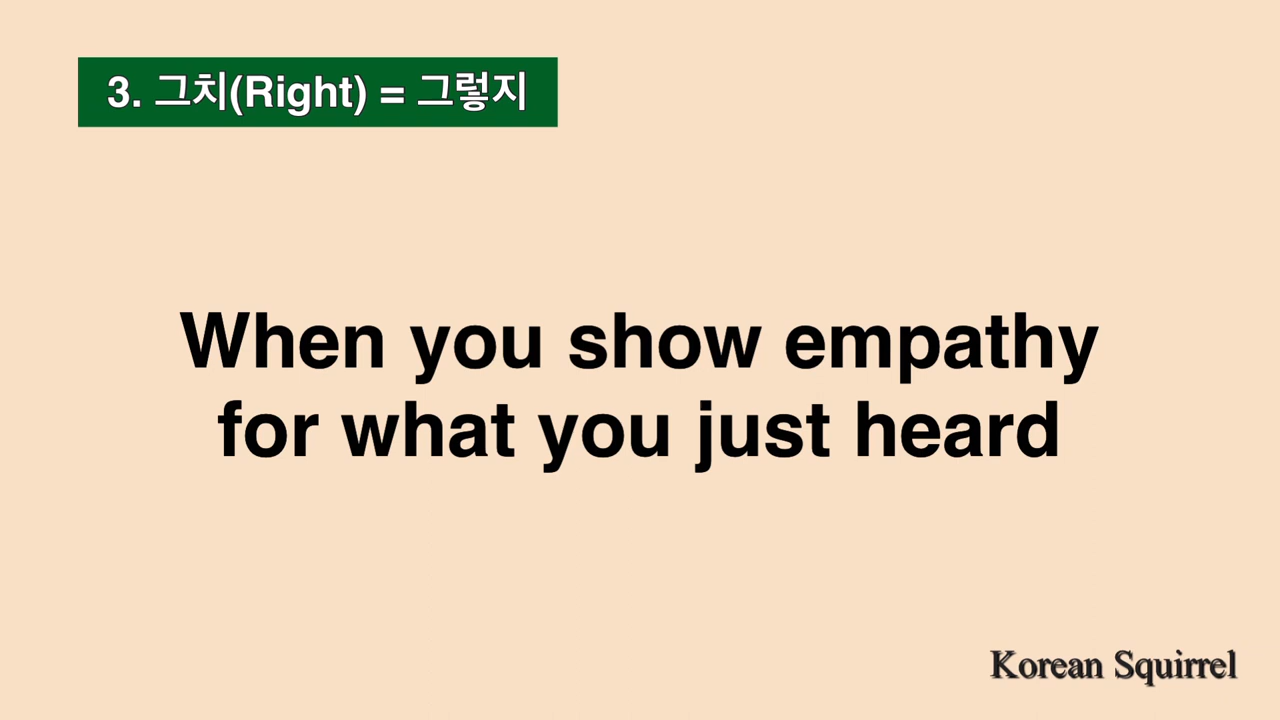 3. 그치(Right) = 그렇지
When you show empathy
for what you just heard
Korean Squirrel